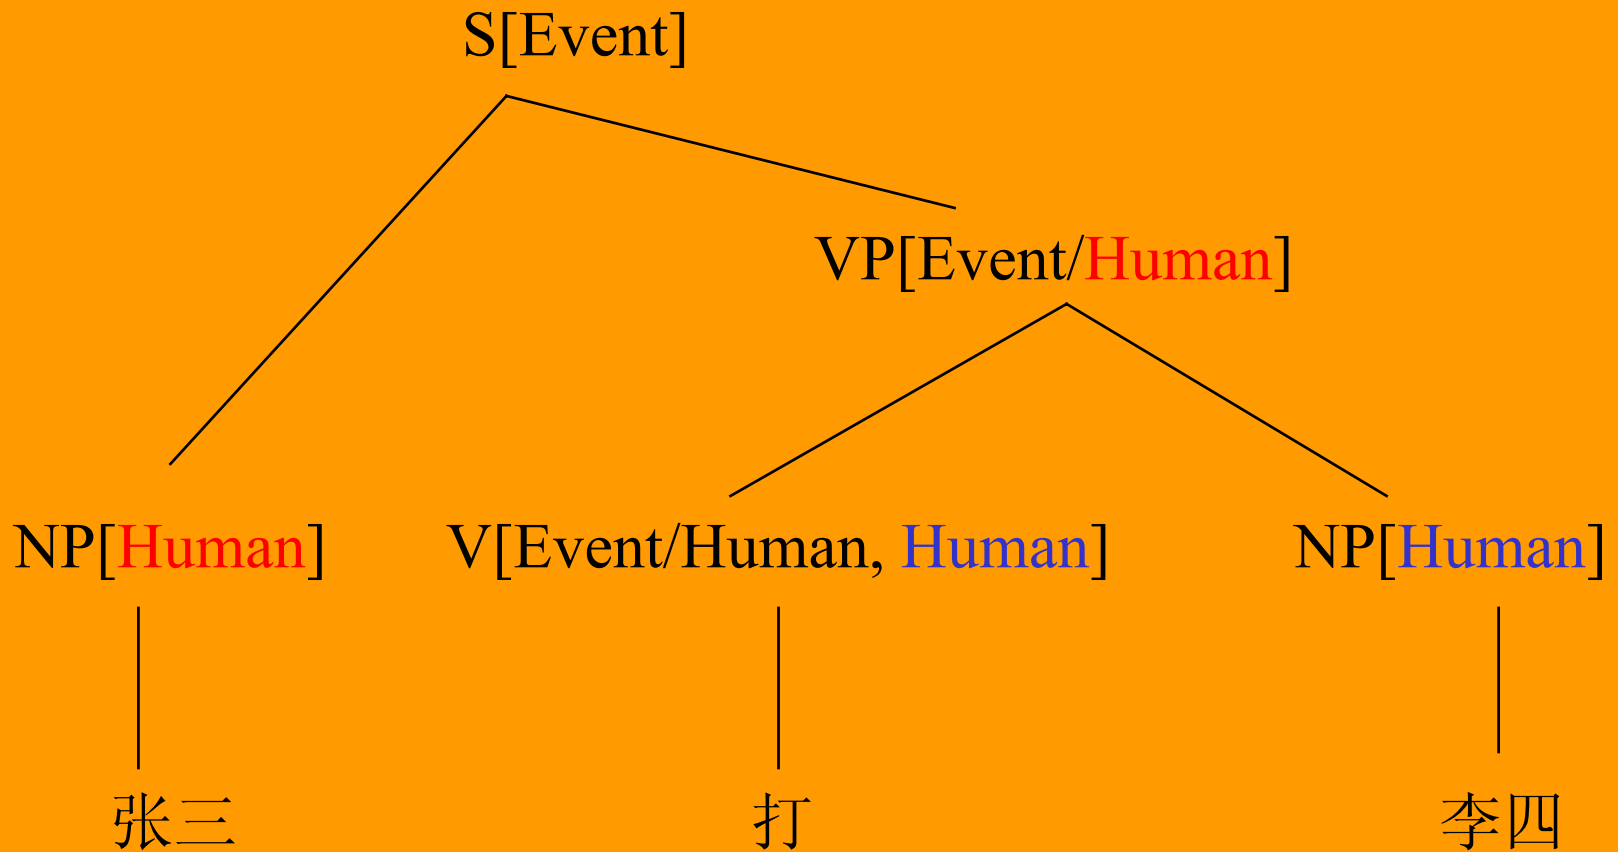 S[Event]
VP[Event/Human]
NP[Human] V[Event/Human, Human] NP[Human]
张三 打 李四